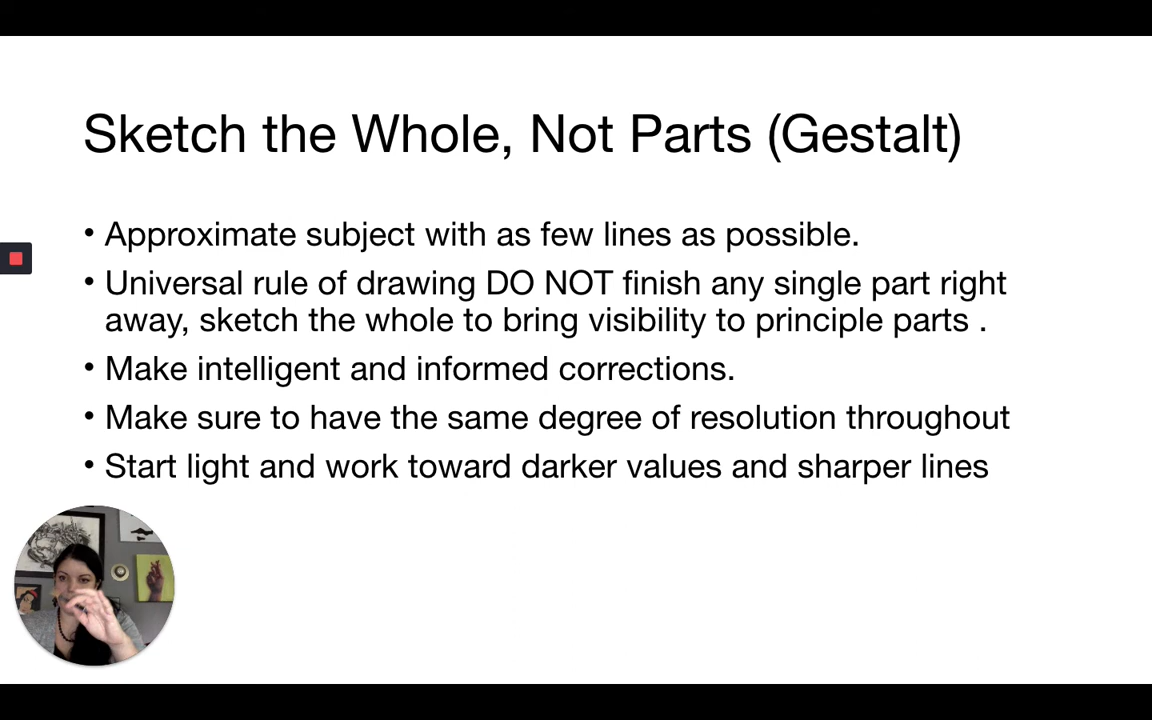 Sketch the Whole, Not Parts (Gestalt)
• Approximate subject with as few lines as possible.
• Universal rule of drawing DO NOT finish any single part right
away, sketch the whole to bring visibility to principle parts .
• Make intelligent and informed corrections.
• Make sure to have the same degree of resolution throughout
• Start light and work toward darker values and sharper lines